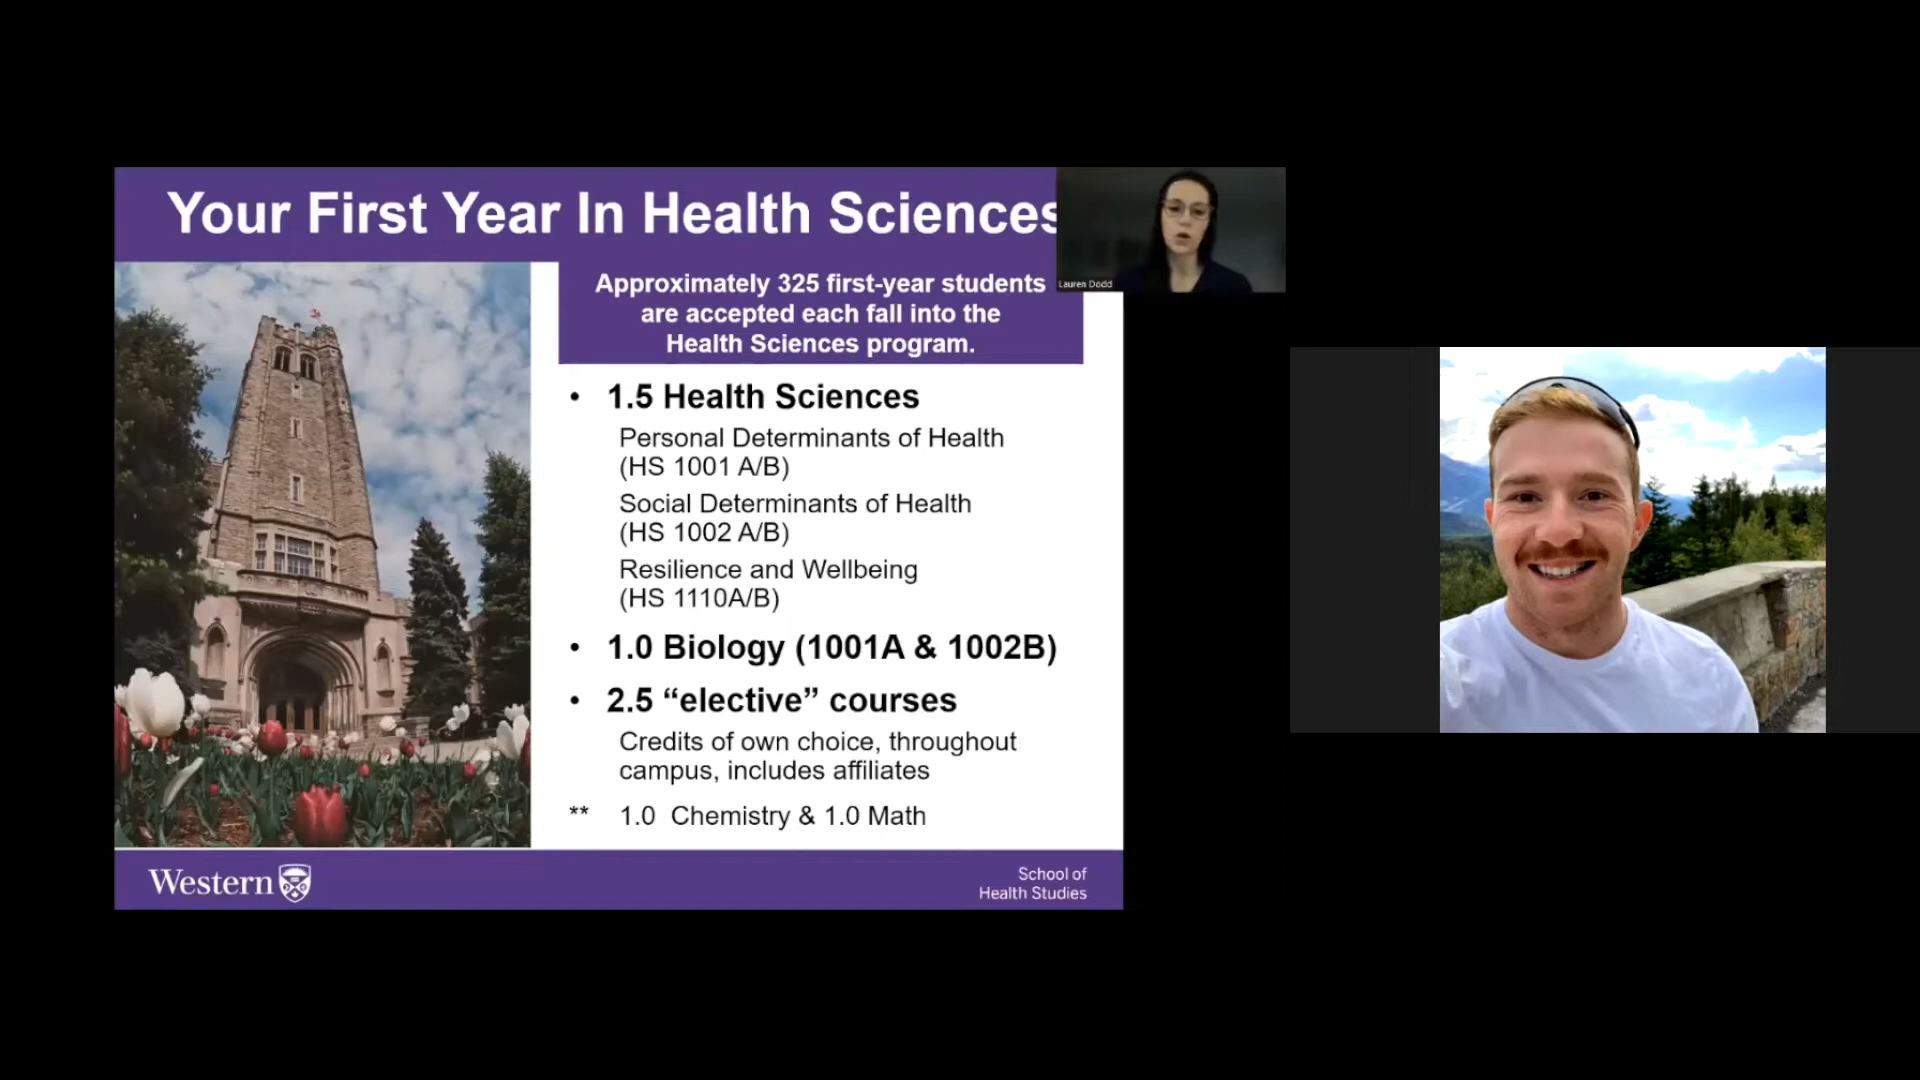 Your First Year In Health Sciences
Lauren Dodd
Approximately 325 first-year students
are accepted each fall into the
Health Sciences program.
• 1.5 Health Sciences
Personal Determinants of Health
(HS 1001 A/B)
Social Determinants of Health
(HS 1002 A/B)
Resilience and Wellbeing
(HS 1110A/B)
• 1.0 Biology (1001A & 1002B)
• 2.5 “elective” courses
Credits of own choice, throughout
campus, includes affiliates
** 1.0 Chemistry & 1.0 Math
Western
School of
Health Studies